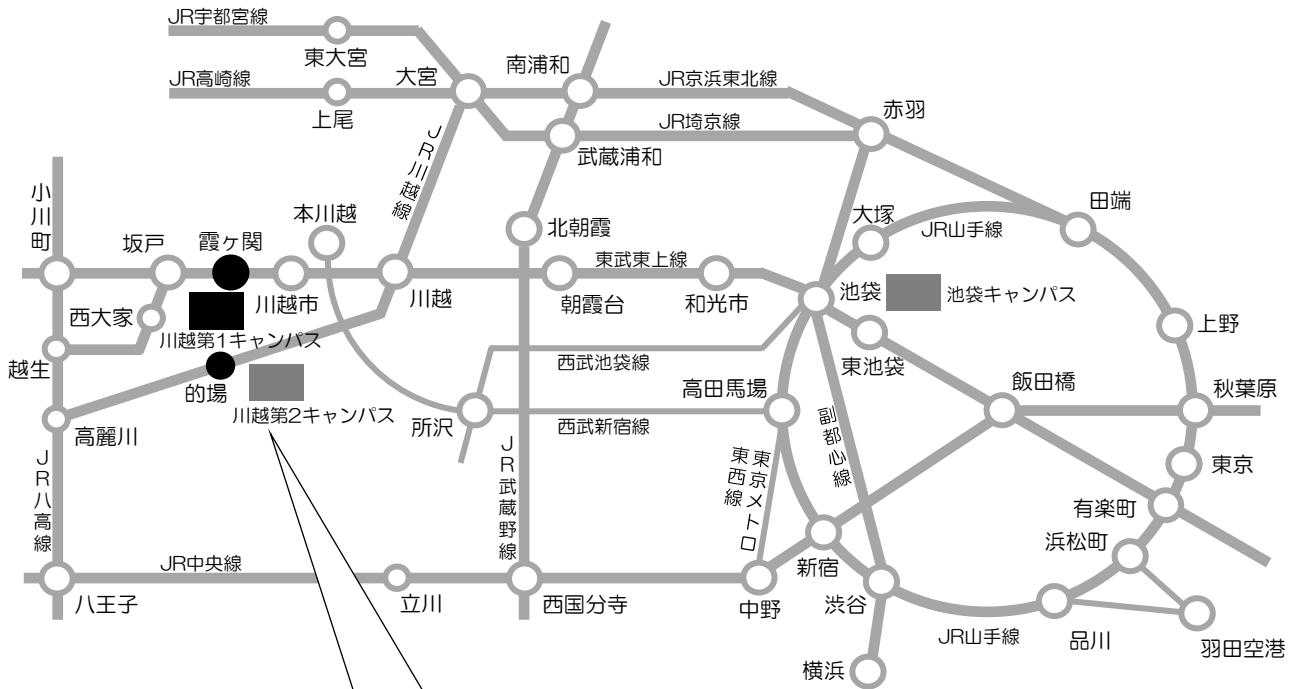 JR宇都宮線
東大宮
JR高崎線
上尾
大宮
南浦和
JR京浜東北線
JR埼京線
赤羽
武蔵浦和
JR川越線
小川町
坂戸
霞ヶ関
本川越
北朝霞
大塚
JR山手線
田端
川越市
川越
朝霞台
東武東上線
和光市
池袋
池袋キャンパス
西大家
川越第1キャンパス
越生
的場
川越第2キャンパス
高麗川
所沢
西武池袋線
西武新宿線
高田馬場
東池袋
飯田橋
上野
秋葉原
東京
有楽町
浜松町
副都心線
東京メトロ
東西線
JR八高線
JR武蔵野線
JR中央線
八王子
立川
西国分寺
中野
新宿
渋谷
JR山手線
品川
羽田空港
横浜